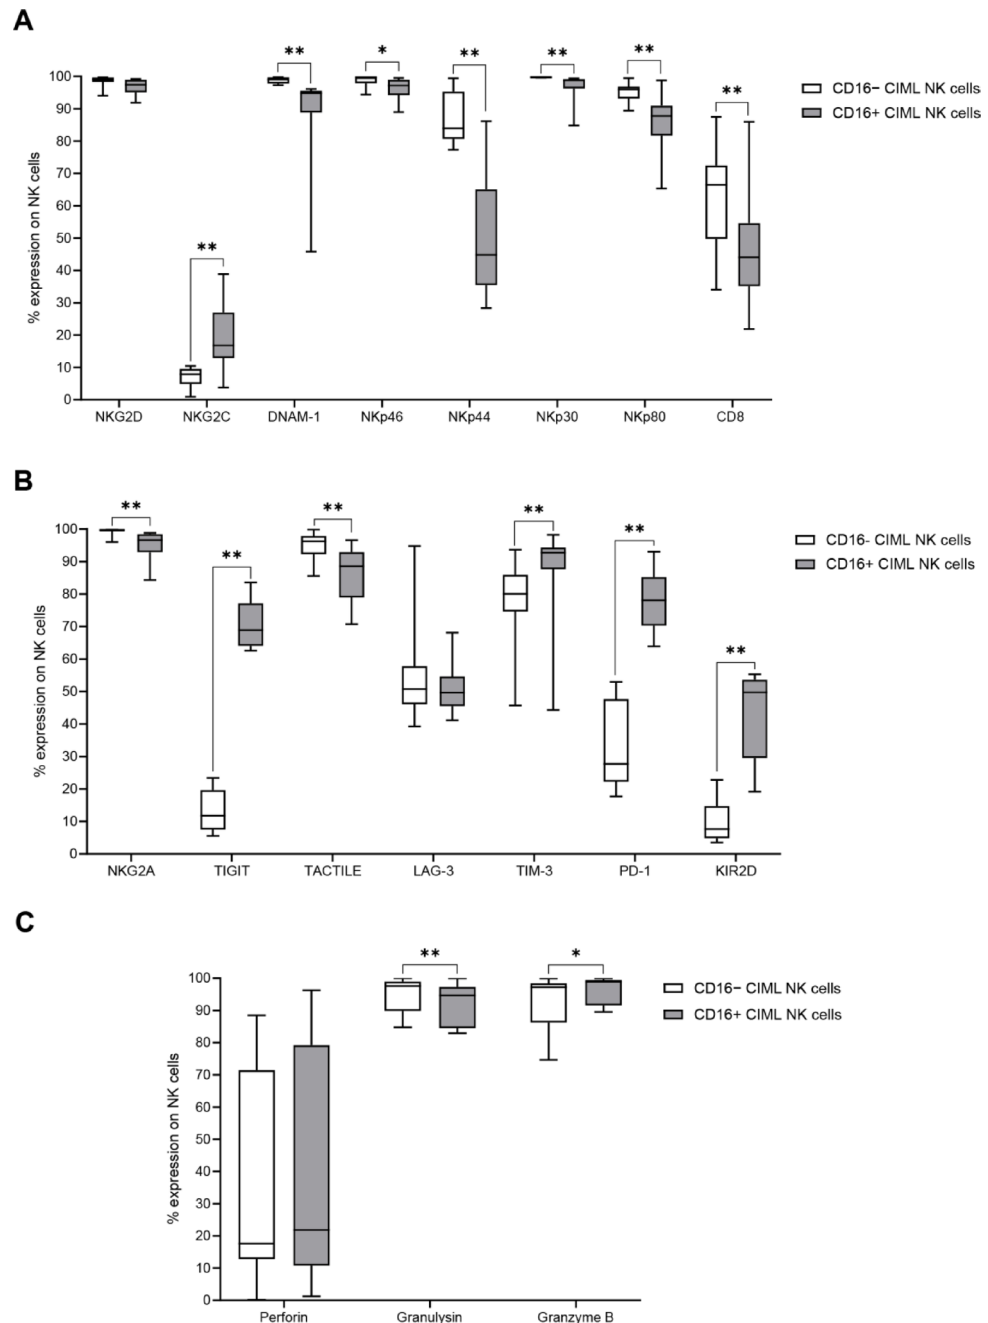 A
** * ** ** ** **
CD16− CIML NK cells
CD16+ CIML NK cells
**
% expression on NK cells
100
90
80
70
60
50
40
30
20
10
0
NKG2D NKG2C DNAM-1 NKp46 NKp44 NKp30 NKp80 CD8
B
** ** ** ** ** **
CD16- CIML NK cells
CD16+ CIML NK cells
% expression on NK cells
100
90
80
70
60
50
40
30
20
10
0
NKG2A TIGIT TACTILE LAG-3 TIM-3 PD-1 KIR2D
C
** *
CD16− CIML NK cells
CD16+ CIML NK cells
% expression on NK cells
100
90
80
70
60
50
40
30
20
10
0
Perforin Granulysin Granzyme B